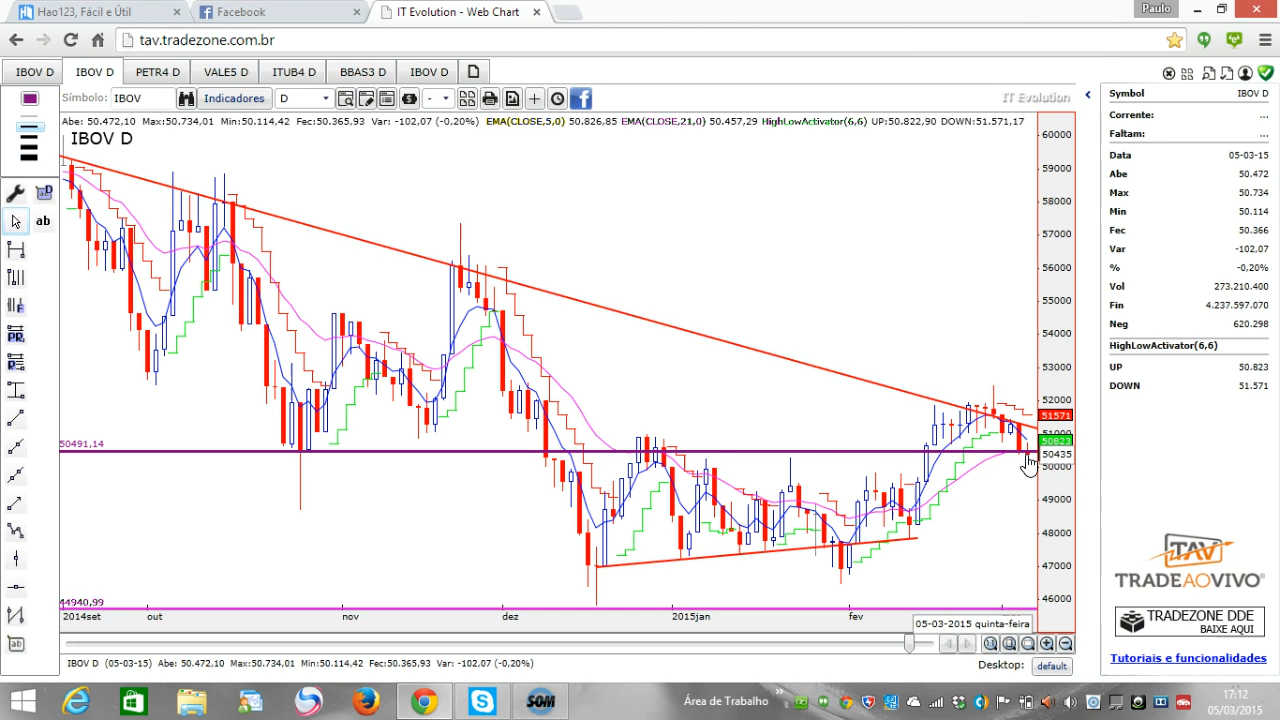 Hao123, Fácil e Útil
Facebook
IT Evolution - Web Chart
Paulo
tav.tradezone.com.br
IBOV D
IBOV D
PETR4 D
VALE5 D
ITUB4 D
BBAS3 D
IBOV D
Símbolo:
IBOV
Indicadores
D
-
IT Evolution
Abe: 50.472,10 Max:50.734,01 Min:50.114,42 Fec:50.365,93 Var: -102,07 (-0,20%) EMA(CLOSE,5,0) 50.826,85 EMA(CLOSE,21,0) 50.457,29 HighLowActivator(6,6) UP:50.822,90 DOWN:51.571,17
IBOV D
60000
59000
58000
57000
56000
55000
54000
53000
52000
51571
51000
50823
50435
50000
49000
48000
47000
46000
50491,14
44940,99
2014set
out
nov
dez
2015jan
fev
05-03-2015 quinta-feira
IBOV D (05-03-15) Abe: 50.472,10 Max:50.734,01 Min:50.114,42 Fec:50.365,93 Var: -102,07 (-0,20%)
Desktop:
default
ab
PR
ab
Symbol IBOV D
Corrente: ...
Faltam: ...
Data 05-03-15
Abe 50.472
Max 50.734
Min 50.114
Fec 50.366
Var -102,07
% -0,20%
Vol 273.210.400
Fin 4.237.597.070
Neg 620.298
HighLowActivator(6,6)
UP 50.823
DOWN 51.571
TAV
TRADEAOVIVO
TRADEZONE DDE
BAIXE AQUI
Tutoriais e funcionalidades
SOM
Área de Trabalho
17:12
05/03/2015